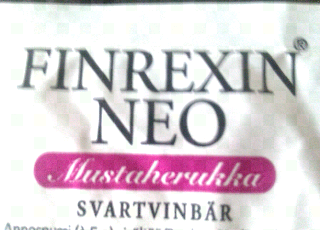 FINREXIN®
NEO
Mustaherukka
SVARTVINBÄR